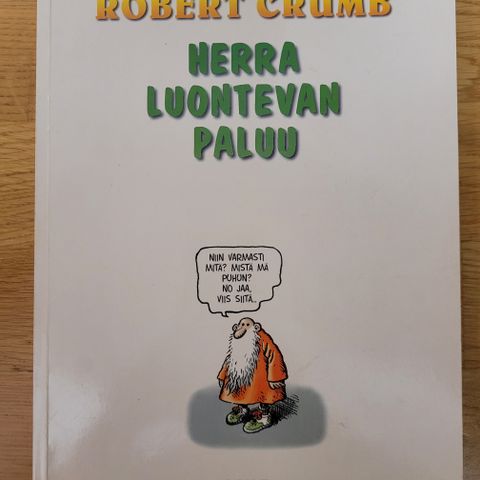 ROBERT CRUMB
HERRA
LUONTEVAN
PALUU
NIIN VARMASTI
MITÄ? MISTÄ MÄ
PUHUN?
NO JAA,
VIIS SIITÄ..